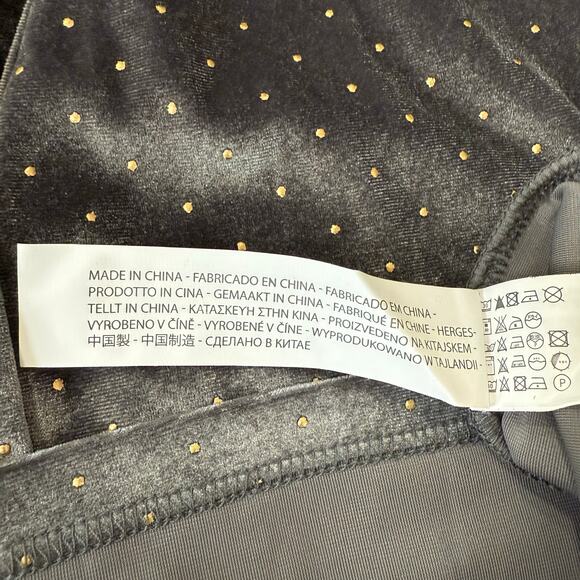 MADE IN CHINA - FABRICADO EN CHINA - FABRICADO EM CHINA -
PRODOTTO IN CINA - GEMAAKT IN CHINA - FABRIQUÉ EN CHINE - HERGES-
TELLT IN CHINA - ΚΑΤΑΣΚΕΥΗ ΣΤΗΝ ΚΙΝΑ - PROIZVEDENO NA KITAJSKEM -
VYROBENO V ČÍNĚ - VYROBENÉ V ČÍNE - WYPRODUKOWANO W TAJLANDII -
中国製 - 中国制造 - СДЕЛАНО В КИТАЕ
P